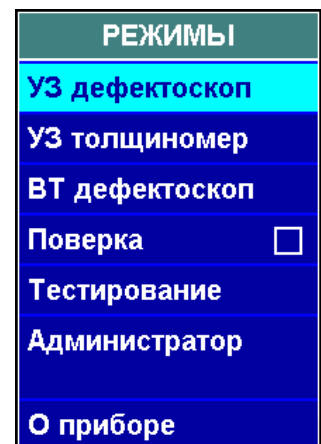 РЕЖИМЫ
УЗ дефектоскоп
УЗ толщиномер
ВТ дефектоскоп
Поверка
Тестирование
Администратор
О приборе